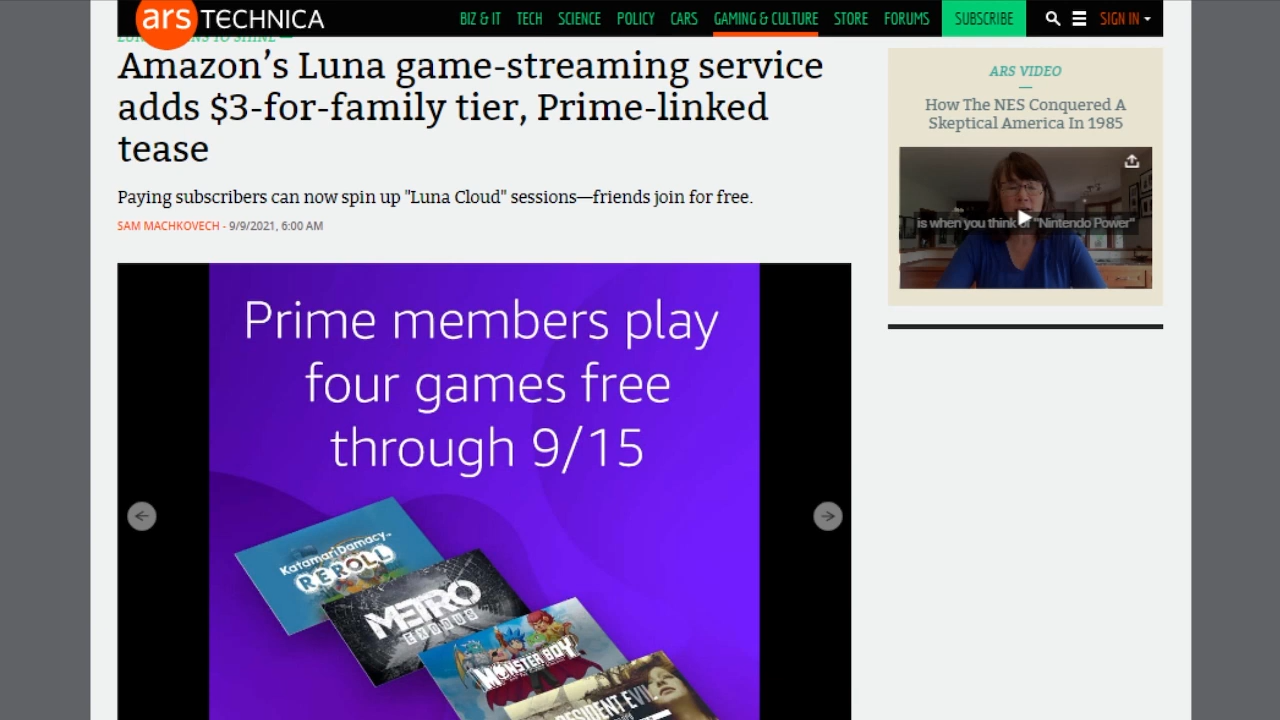 ars TECHNICA
BIZ & IT TECH SCIENCE POLICY CARS GAMING & CULTURE STORE FORUMS SUBSCRIBE SIGN IN
Amazon’s Luna game-streaming service
adds $3-for-family tier, Prime-linked
tease
Paying subscribers can now spin up "Luna Cloud" sessions—friends join for free.
SAM MACHKOVECH - 9/9/2021, 6:00 AM
Prime members play
four games free
through 9/15
KATAMARI DAMACY
REROLL
METRO
EXODUS
MONSTER BOY
RESIDENT EVIL
ARS VIDEO
How The NES Conquered A
Skeptical America In 1985
is when you think of "Nintendo Power"